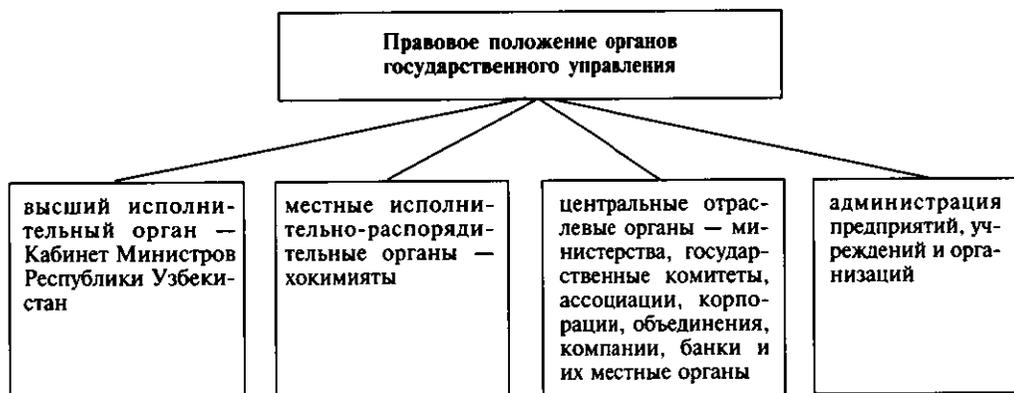 Правовое положение органов
государственного управления
высший исполни-
тельный орган —
Кабинет Министров
Республики Узбеки-
стан
местные исполни-
тельно-распоряди-
тельные органы —
хокимияты
центральные отрас-
левые органы — ми-
нистерства, государ-
ственные комитеты,
ассоциации, корпо-
рации, объединения,
компании, банки и
их местные органы
администрация
предприятий, уч-
реждений и орга-
низаций